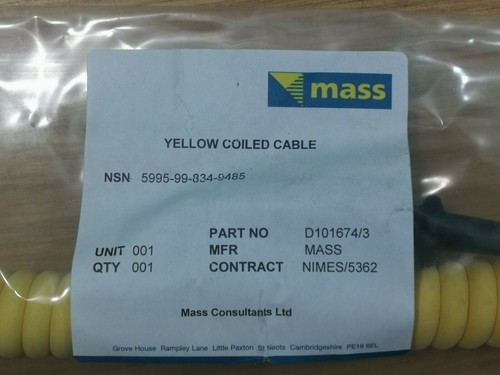 mass
YELLOW COILED CABLE
NSN 5995-99-834-9485
PART NO D101674/3
UNIT 001 MFR MASS
QTY 001 CONTRACT NIMES/5362
Mass Consultants Ltd
Grove House Rampley Lane Little Paxton St Neots Cambridgeshire PE19 6EL